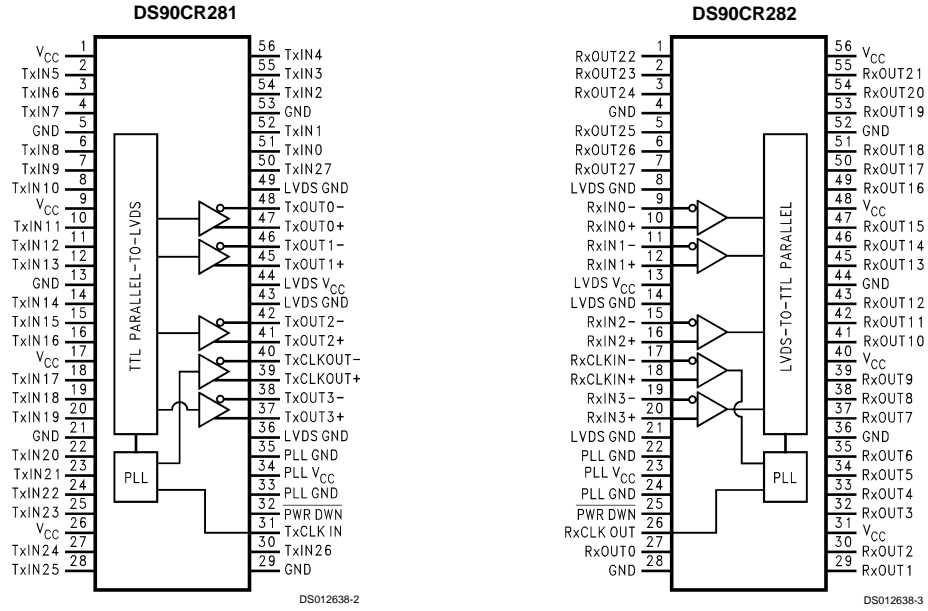 DS90CR281
1 VCC
2 TxIN5
3 TxIN6
4 TxIN7
5 GND
6 TxIN8
7 TxIN9
8 TxIN10
9 VCC
10 TxIN11
11 TxIN12
12 TxIN13
13 GND
14 TxIN14
15 TxIN15
16 TxIN16
17 VCC
18 TxIN17
19 TxIN18
20 TxIN19
21 GND
22 TxIN20
23 TxIN21
24 TxIN22
25 TxIN23
26 VCC
27 TxIN24
28 TxIN25
TTL PARALLEL-TO-LVDS
PLL
56 TxIN4
55 TxIN3
54 TxIN2
53 GND
52 TxIN1
51 TxIN0
50 TxIN27
49 LVDS GND
48 TxOUT0-
47 TxOUT0+
46 TxOUT1-
45 TxOUT1+
44 LVDS VCC
43 LVDS GND
42 TxOUT2-
41 TxOUT2+
40 TxCLKOUT-
39 TxCLKOUT+
38 TxOUT3-
37 TxOUT3+
36 LVDS GND
35 PLL GND
34 PLL VCC
33 PLL GND
32 PWR DWN
31 TxCLK IN
30 TxIN26
29 GND
DS012638-2
DS90CR282
1 RxOUT22
2 RxOUT23
3 RxOUT24
4 GND
5 RxOUT25
6 RxOUT26
7 RxOUT27
8 LVDS GND
9 RxIN0-
10 RxIN0+
11 RxIN1-
12 RxIN1+
13 LVDS VCC
14 LVDS GND
15 RxIN2-
16 RxIN2+
17 RxCLKIN-
18 RxCLKIN+
19 RxIN3-
20 RxIN3+
21 LVDS GND
22 PLL GND
23 PLL VCC
24 PLL GND
25 PWR DWN
26 RxCLK OUT
27 RxOUT0
28 GND
LVDS-TO-TTL PARALLEL
PLL
56 VCC
55 RxOUT21
54 RxOUT20
53 RxOUT19
52 GND
51 RxOUT18
50 RxOUT17
49 RxOUT16
48 VCC
47 RxOUT15
46 RxOUT14
45 RxOUT13
44 GND
43 RxOUT12
42 RxOUT11
41 RxOUT10
40 VCC
39 RxOUT9
38 RxOUT8
37 RxOUT7
36 GND
35 RxOUT6
34 RxOUT5
33 RxOUT4
32 RxOUT3
31 VCC
30 RxOUT2
29 RxOUT1
DS012638-3